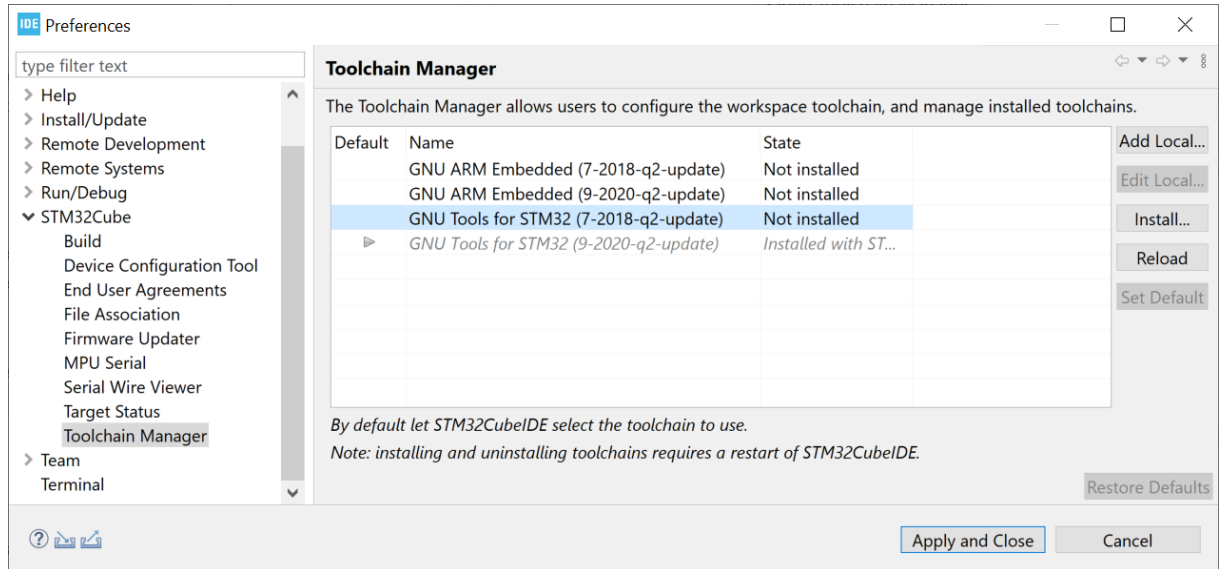 IDE Preferences
type filter text
Help
Install/Update
Remote Development
Remote Systems
Run/Debug
STM32Cube
Build
Device Configuration Tool
End User Agreements
File Association
Firmware Updater
MPU Serial
Serial Wire Viewer
Target Status
Toolchain Manager
Team
Terminal
Toolchain Manager
The Toolchain Manager allows users to configure the workspace toolchain, and manage installed toolchains.
Default Name State
GNU ARM Embedded (7-2018-q2-update) Not installed
GNU ARM Embedded (9-2020-q2-update) Not installed
GNU Tools for STM32 (7-2018-q2-update) Not installed
GNU Tools for STM32 (9-2020-q2-update) Installed with ST...
Add Local...
Edit Local...
Install...
Reload
Set Default
By default let STM32CubeIDE select the toolchain to use.
Note: installing and uninstalling toolchains requires a restart of STM32CubeIDE.
Restore Defaults
Apply and Close Cancel